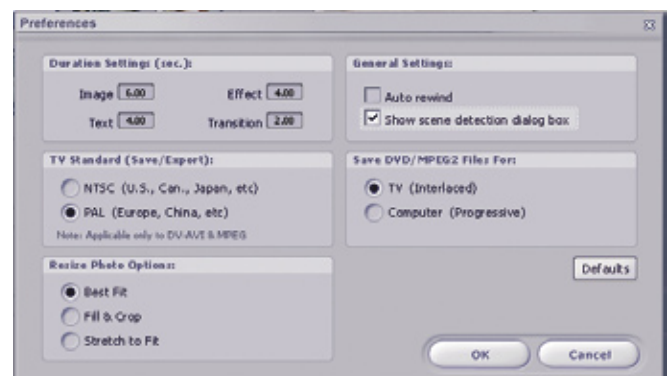 Preferences
Duration Settings (sec.):
Image 6.00 Effect 4.00
Text 4.00 Transition 2.00
General Settings:
Auto rewind
Show scene detection dialog box
TV Standard (Save/Export):
NTSC (U.S., Can., Japan, etc)
PAL (Europe, China, etc)
Note: Applicable only to DV-AVI & MPEG
Save DVD/MPEG2 Files For:
TV (Interlaced)
Computer (Progressive)
Resize Photo Options:
Best Fit
Fill & Crop
Stretch to Fit
Defaults
OK Cancel